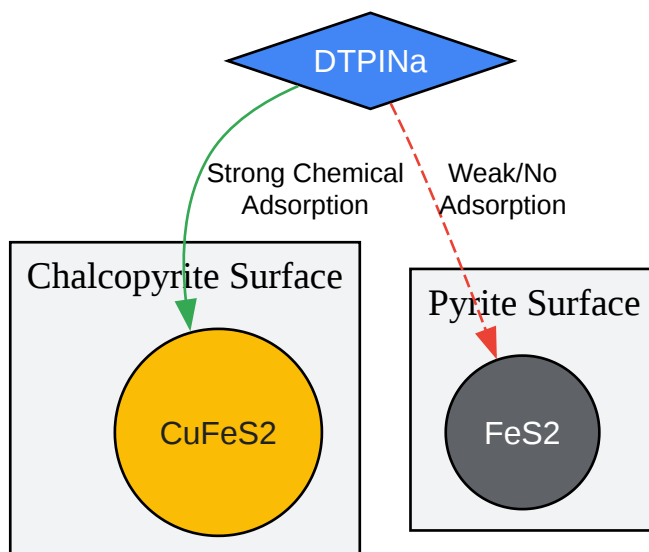 DTPINa
Strong Chemical
Adsorption
Weak/No
Adsorption
Chalcopyrite Surface
Pyrite Surface
CuFeS2
FeS2